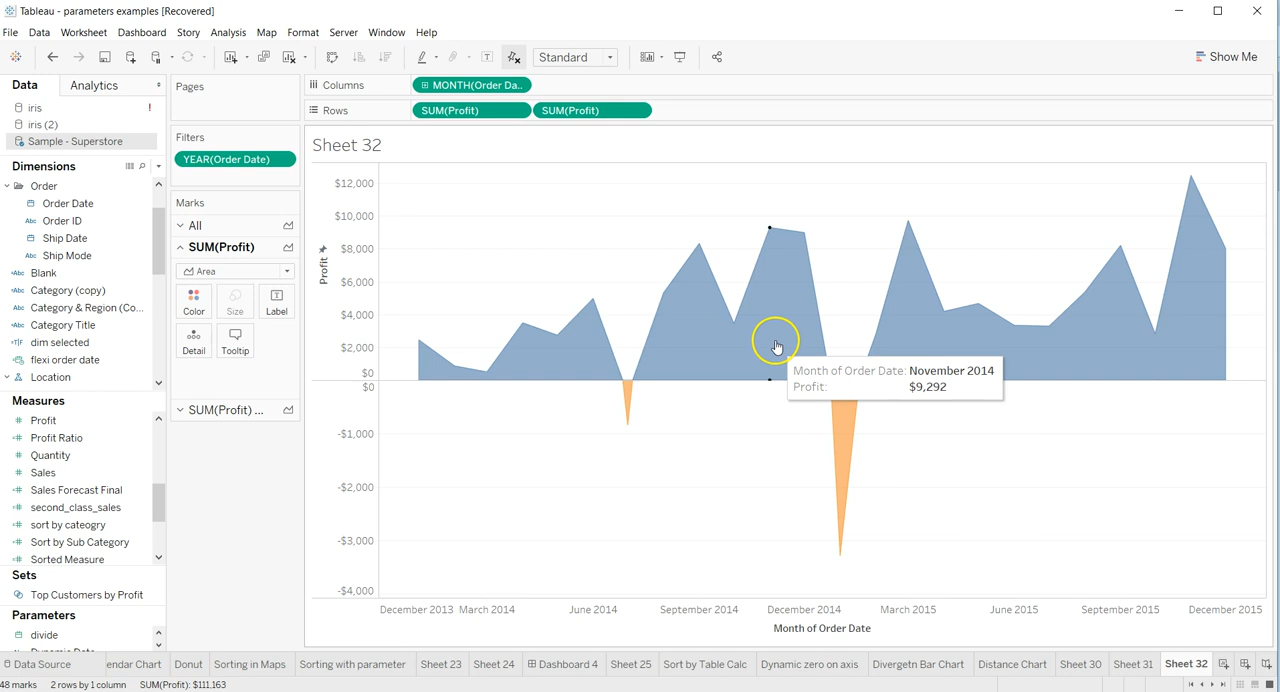 Tableau - parameters examples [Recovered]
File Data Worksheet Dashboard Story Analysis Map Format Server Window Help
Standard
Show Me
Data Analytics
iris !
iris (2)
Sample - Superstore
Dimensions
Order
Order Date
Abc Order ID
Ship Date
Abc Ship Mode
=Abc Blank
=Abc Category (copy)
Abc Category & Region (Co...
=Abc Category Title
=T|F dim selected
flexi order date
Location
Measures
# Profit
=# Profit Ratio
# Quantity
# Sales
=# Sales Forecast Final
=# second_class_sales
=# sort by cateogry
=# Sort by Sub Category
=# Sorted Measure
Sets
Top Customers by Profit
Parameters
divide
Pages
Filters
YEAR(Order Date)
Marks
All
SUM(Profit)
Area
Color Size Label
Detail Tooltip
SUM(Profit) ...
Columns MONTH(Order Da..
Rows SUM(Profit) SUM(Profit)
Sheet 32
$12,000
$10,000
$8,000
$6,000
$4,000
$2,000
$0
Profit
$0
-$1,000
-$2,000
-$3,000
-$4,000
Month of Order Date: November 2014
Profit: $9,292
December 2013 March 2014 June 2014 September 2014 December 2014 March 2015 June 2015 September 2015 December 2015
Month of Order Date
Data Source endar Chart Donut Sorting in Maps Sorting with parameter Sheet 23 Sheet 24 Dashboard 4 Sheet 25 Sort by Table Calc Dynamic zero on axis Divergetn Bar Chart Distance Chart Sheet 30 Sheet 31 Sheet 32
48 marks 2 rows by 1 column SUM(Profit): $111,163